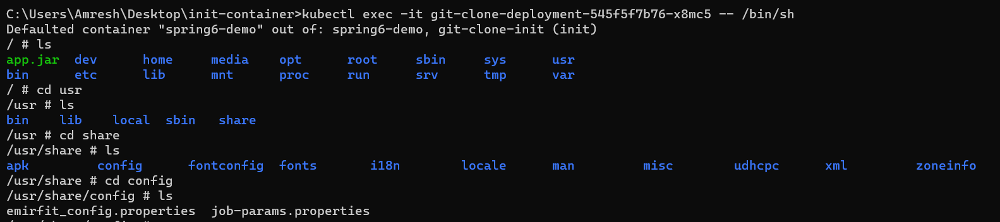 C:\Users\Amresh\Desktop\init-container>kubectl exec -it git-clone-deployment-545f5f7b76-x8mc5 -- /bin/sh
Defaulted container "spring6-demo" out of: spring6-demo, git-clone-init (init)
/ # ls
app.jar  dev      home     media    opt      root     sbin     sys      usr
bin      etc      lib      mnt      proc     run      srv      tmp      var
/ # cd usr
/usr # ls
bin    lib    local  sbin   share
/usr # cd share
/usr/share # ls
apk         config      fontconfig  fonts       i18n        locale      man         misc        udhcpc      xml         zoneinfo
/usr/share # cd config
/usr/share/config # ls
emirfit_config.properties  job-params.properties